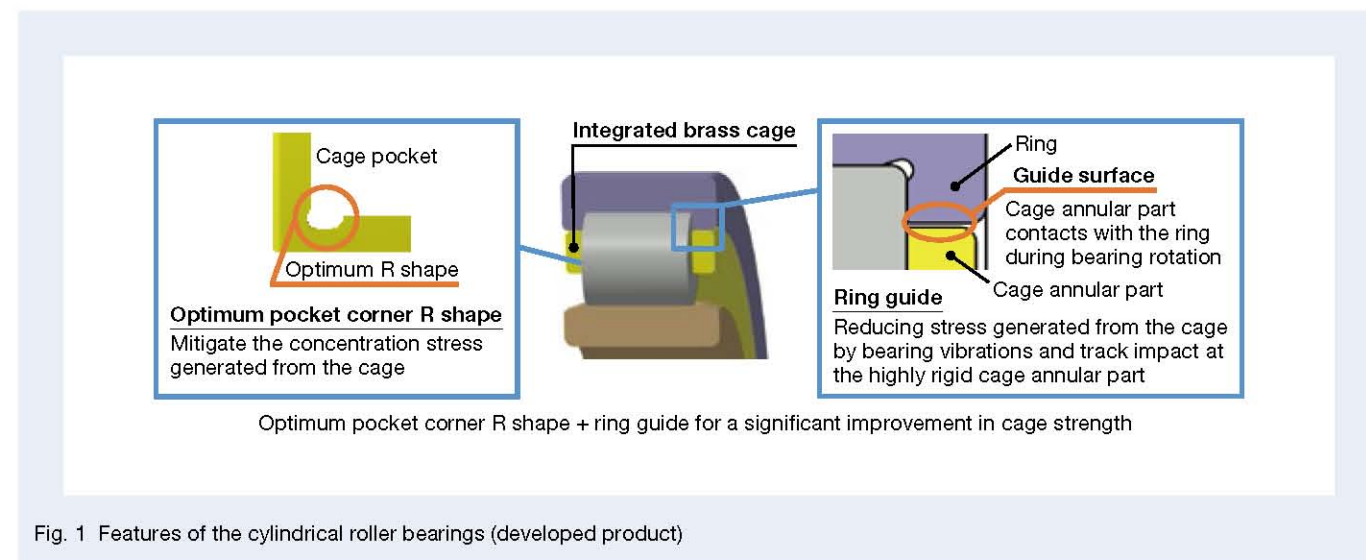 Cage pocket
Optimum R shape
Optimum pocket corner R shape
Mitigate the concentration stress
generated from the cage
Integrated brass cage
Ring
Guide surface
Cage annular part
contacts with the ring
during bearing rotation
Cage annular part
Ring guide
Reducing stress generated from the cage
by bearing vibrations and track impact at
the highly rigid cage annular part
Optimum pocket corner R shape + ring guide for a significant improvement in cage strength
Fig. 1 Features of the cylindrical roller bearings (developed product)